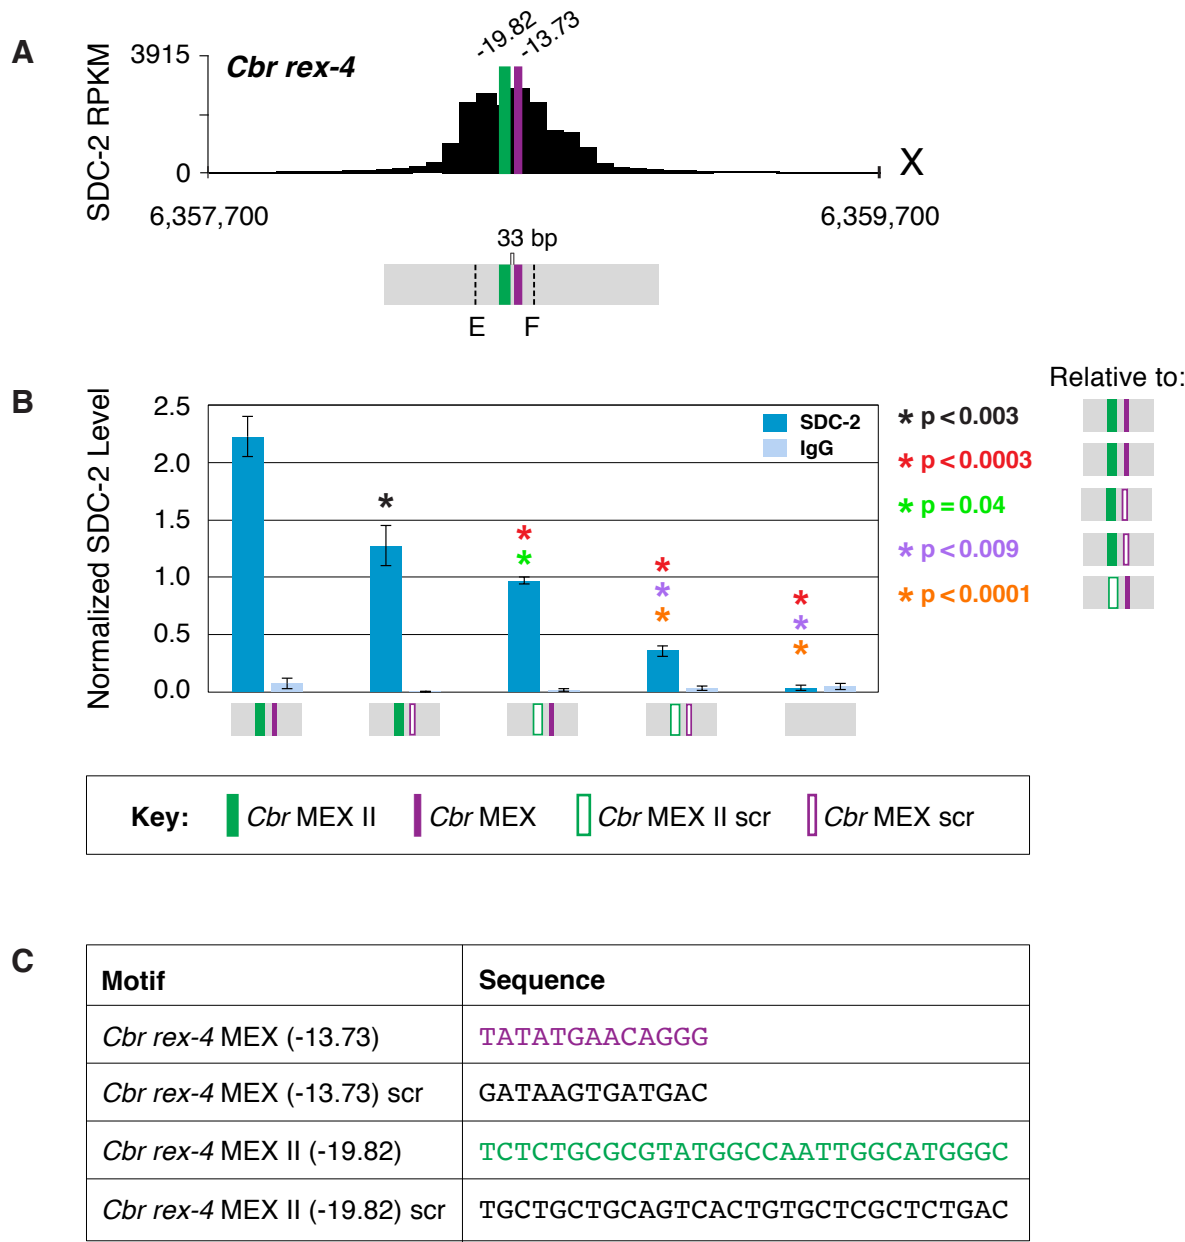 A
SDC-2 RPKM
3915
0
Cbr rex-4
-19.82
-13.73
X
6,357,700
6,359,700
33 bp
E F
B
Normalized SDC-2 Level
2.5
2.0
1.5
1.0
0.5
0.0
SDC-2
IgG
*
* *
* * *
* * *
Relative to:
* p < 0.003
* p < 0.0003
* p = 0.04
* p < 0.009
* p < 0.0001
Key: Cbr MEX II Cbr MEX Cbr MEX II scr Cbr MEX scr
C
Motif Sequence
Cbr rex-4 MEX (-13.73) TATATGAACAGGG
Cbr rex-4 MEX (-13.73) scr GATAAGTGATGAC
Cbr rex-4 MEX II (-19.82) TCTCTGCGCGTATGGCCAATTGGCATGGGC
Cbr rex-4 MEX II (-19.82) scr TGCTGCTGCAGTCACTGTGCTCGCTCTGAC